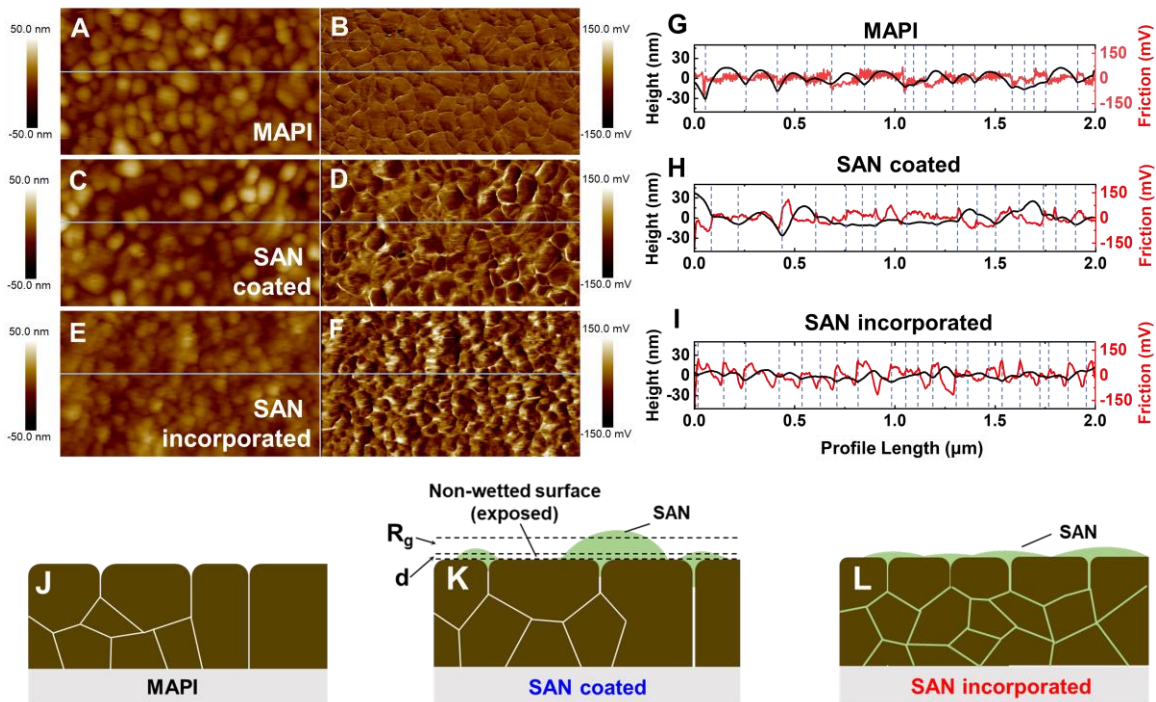 50.0 nm
-50.0 nm
A
MAPI
B
150.0 mV
-150.0 mV
50.0 nm
-50.0 nm
C
SAN
coated
D
150.0 mV
-150.0 mV
50.0 nm
-50.0 nm
E
SAN
incorporated
F
150.0 mV
-150.0 mV
G
MAPI
Height (nm)
30
0
-30
150
0
-150
Friction (mV)
0.0 0.5 1.0 1.5 2.0
H
SAN coated
Height (nm)
30
0
-30
150
0
-150
Friction (mV)
0.0 0.5 1.0 1.5 2.0
I
SAN incorporated
Height (nm)
30
0
-30
150
0
-150
Friction (mV)
0.0 0.5 1.0 1.5 2.0
Profile Length (µm)
J
MAPI
Non-wetted surface
(exposed)
SAN
Rg
d
K
SAN coated
SAN
L
SAN incorporated